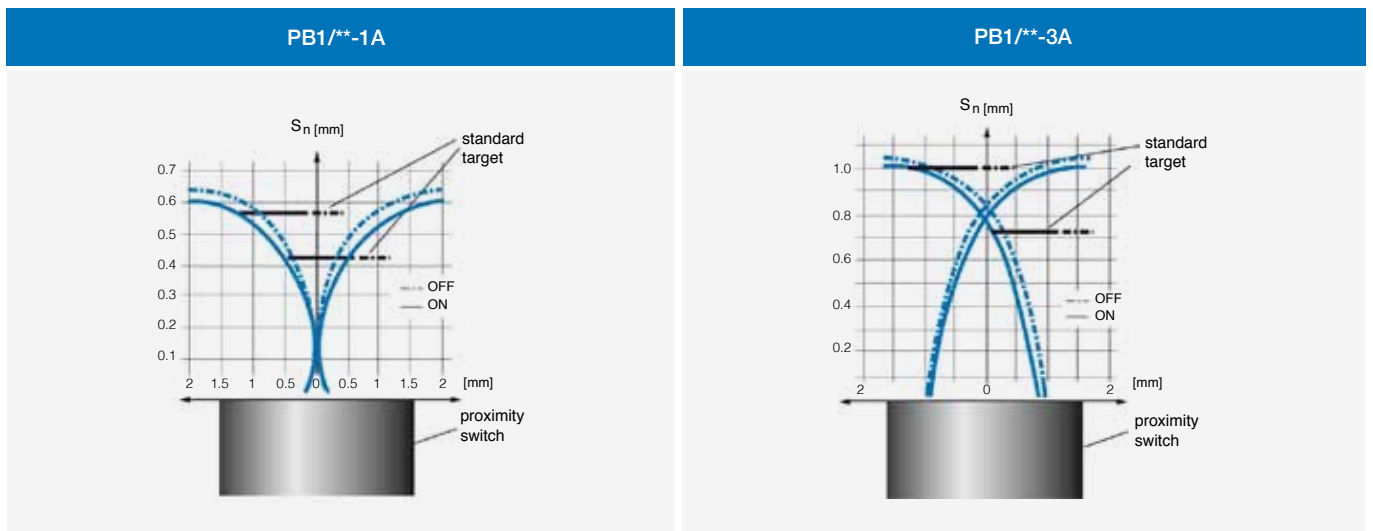 PB1/**-1A
PB1/**-3A
Sn [mm]
standard
target
0.7
0.6
0.5
0.4
0.3
0.2
0.1
OFF
ON
2 1.5 1 0.5 0 0.5 1 1.5 2 [mm]
proximity
switch
Sn [mm]
standard
target
1.0
0.8
0.6
0.4
0.2
OFF
ON
2 0 2 [mm]
proximity
switch